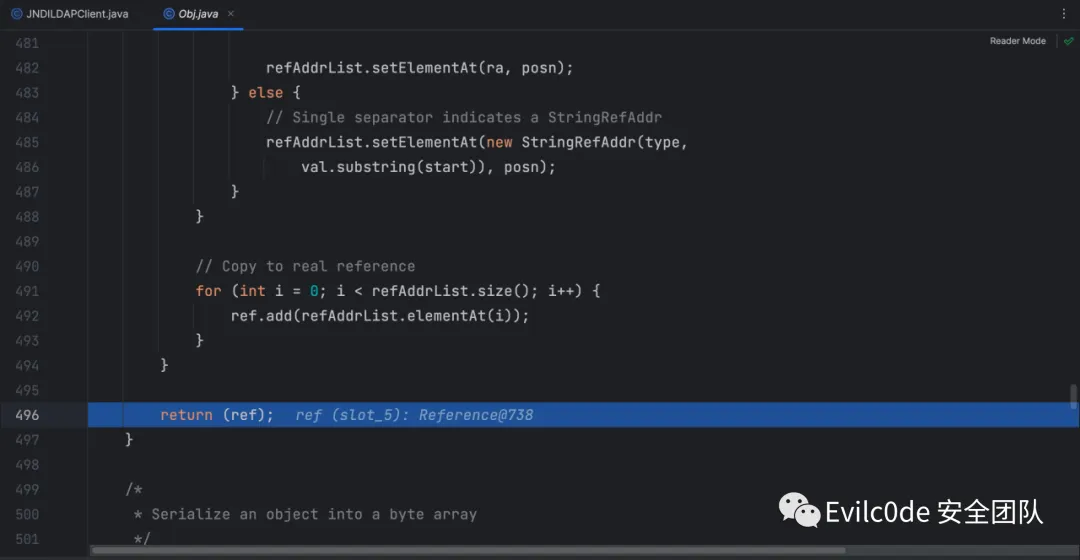 JNDILDAPClient.java Obj.java ×
Reader Mode
481
482 refAddrList.setElementAt(ra, posn);
483 } else {
484 // Single separator indicates a StringRefAddr
485 refAddrList.setElementAt(new StringRefAddr(type,
486 val.substring(start)), posn);
487 }
488 }
489
490 // Copy to real reference
491 for (int i = 0; i < refAddrList.size(); i++) {
492 ref.add(refAddrList.elementAt(i));
493 }
494 }
495
496 return (ref); ref (slot_5): Reference@738
497 }
498
499 /*
500 * Serialize an object into a byte array
501 */
Evilc0de 安全团队